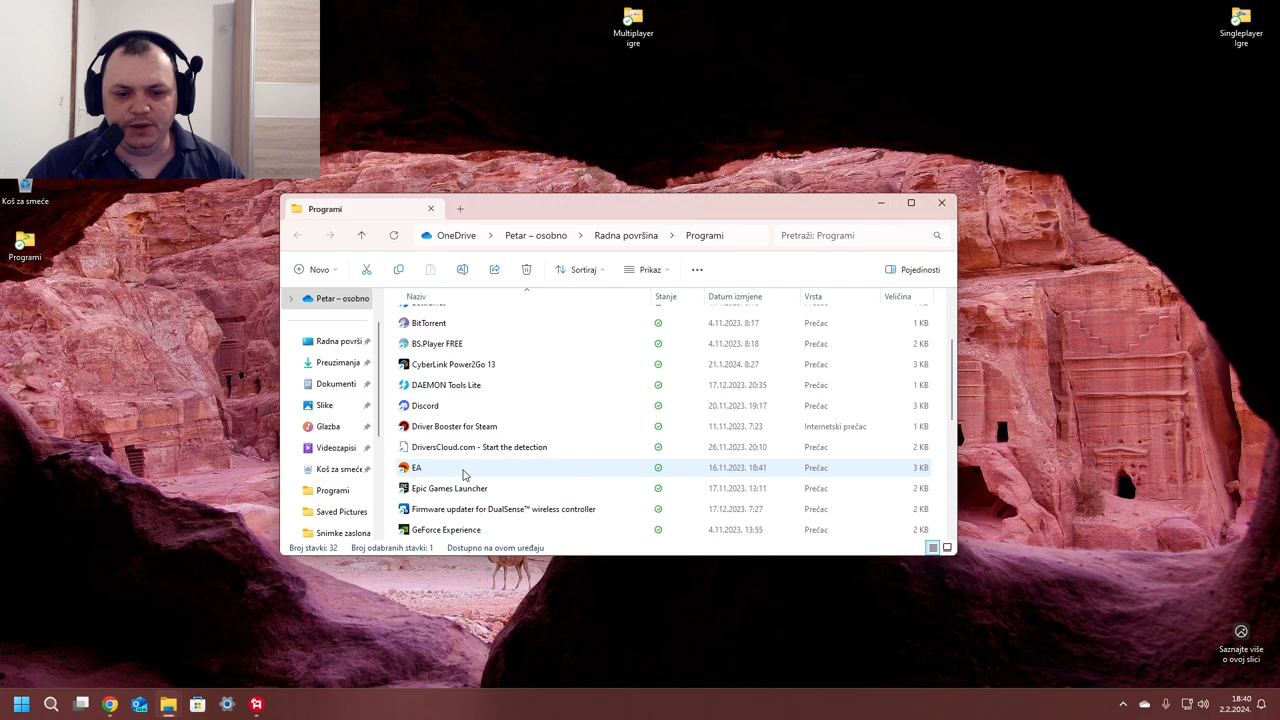 Multiplayer
igre
Singleplayer
Igre
Koš za smeće
Programi
Programi
OneDrive
Petar – osobno
Radna površina
Programi
Pretraži: Programi
Novo
Sortiraj
Prikaz
Pojedinosti
Petar – osobno
Radna površi
Preuzimanja
Dokumenti
Slike
Glazba
Videozapisi
Koš za smeće
Programi
Saved Pictures
Snimke zaslona
Naziv Stanje Datum izmjene Vrsta Veličina
BitTorrent 4.11.2023. 8:17 Prečac 1 KB
BS.Player FREE 4.11.2023. 8:18 Prečac 2 KB
CyberLink Power2Go 13 21.1.2024. 8:27 Prečac 3 KB
DAEMON Tools Lite 17.12.2023. 20:35 Prečac 1 KB
Discord 20.11.2023. 19:17 Prečac 3 KB
Driver Booster for Steam 11.11.2023. 7:23 Internetski prečac 1 KB
DriversCloud.com - Start the detection 26.11.2023. 20:10 Prečac 2 KB
EA 16.11.2023. 18:41 Prečac 3 KB
Epic Games Launcher 17.11.2023. 13:11 Prečac 2 KB
Firmware updater for DualSense™ wireless controller 17.12.2023. 7:27 Prečac 2 KB
GeForce Experience 4.11.2023. 13:55 Prečac 2 KB
Broj stavki: 32 Broj odabranih stavki: 1 Dostupno na ovom uređaju
Saznajte više
o ovoj slici
18:40
2.2.2024.